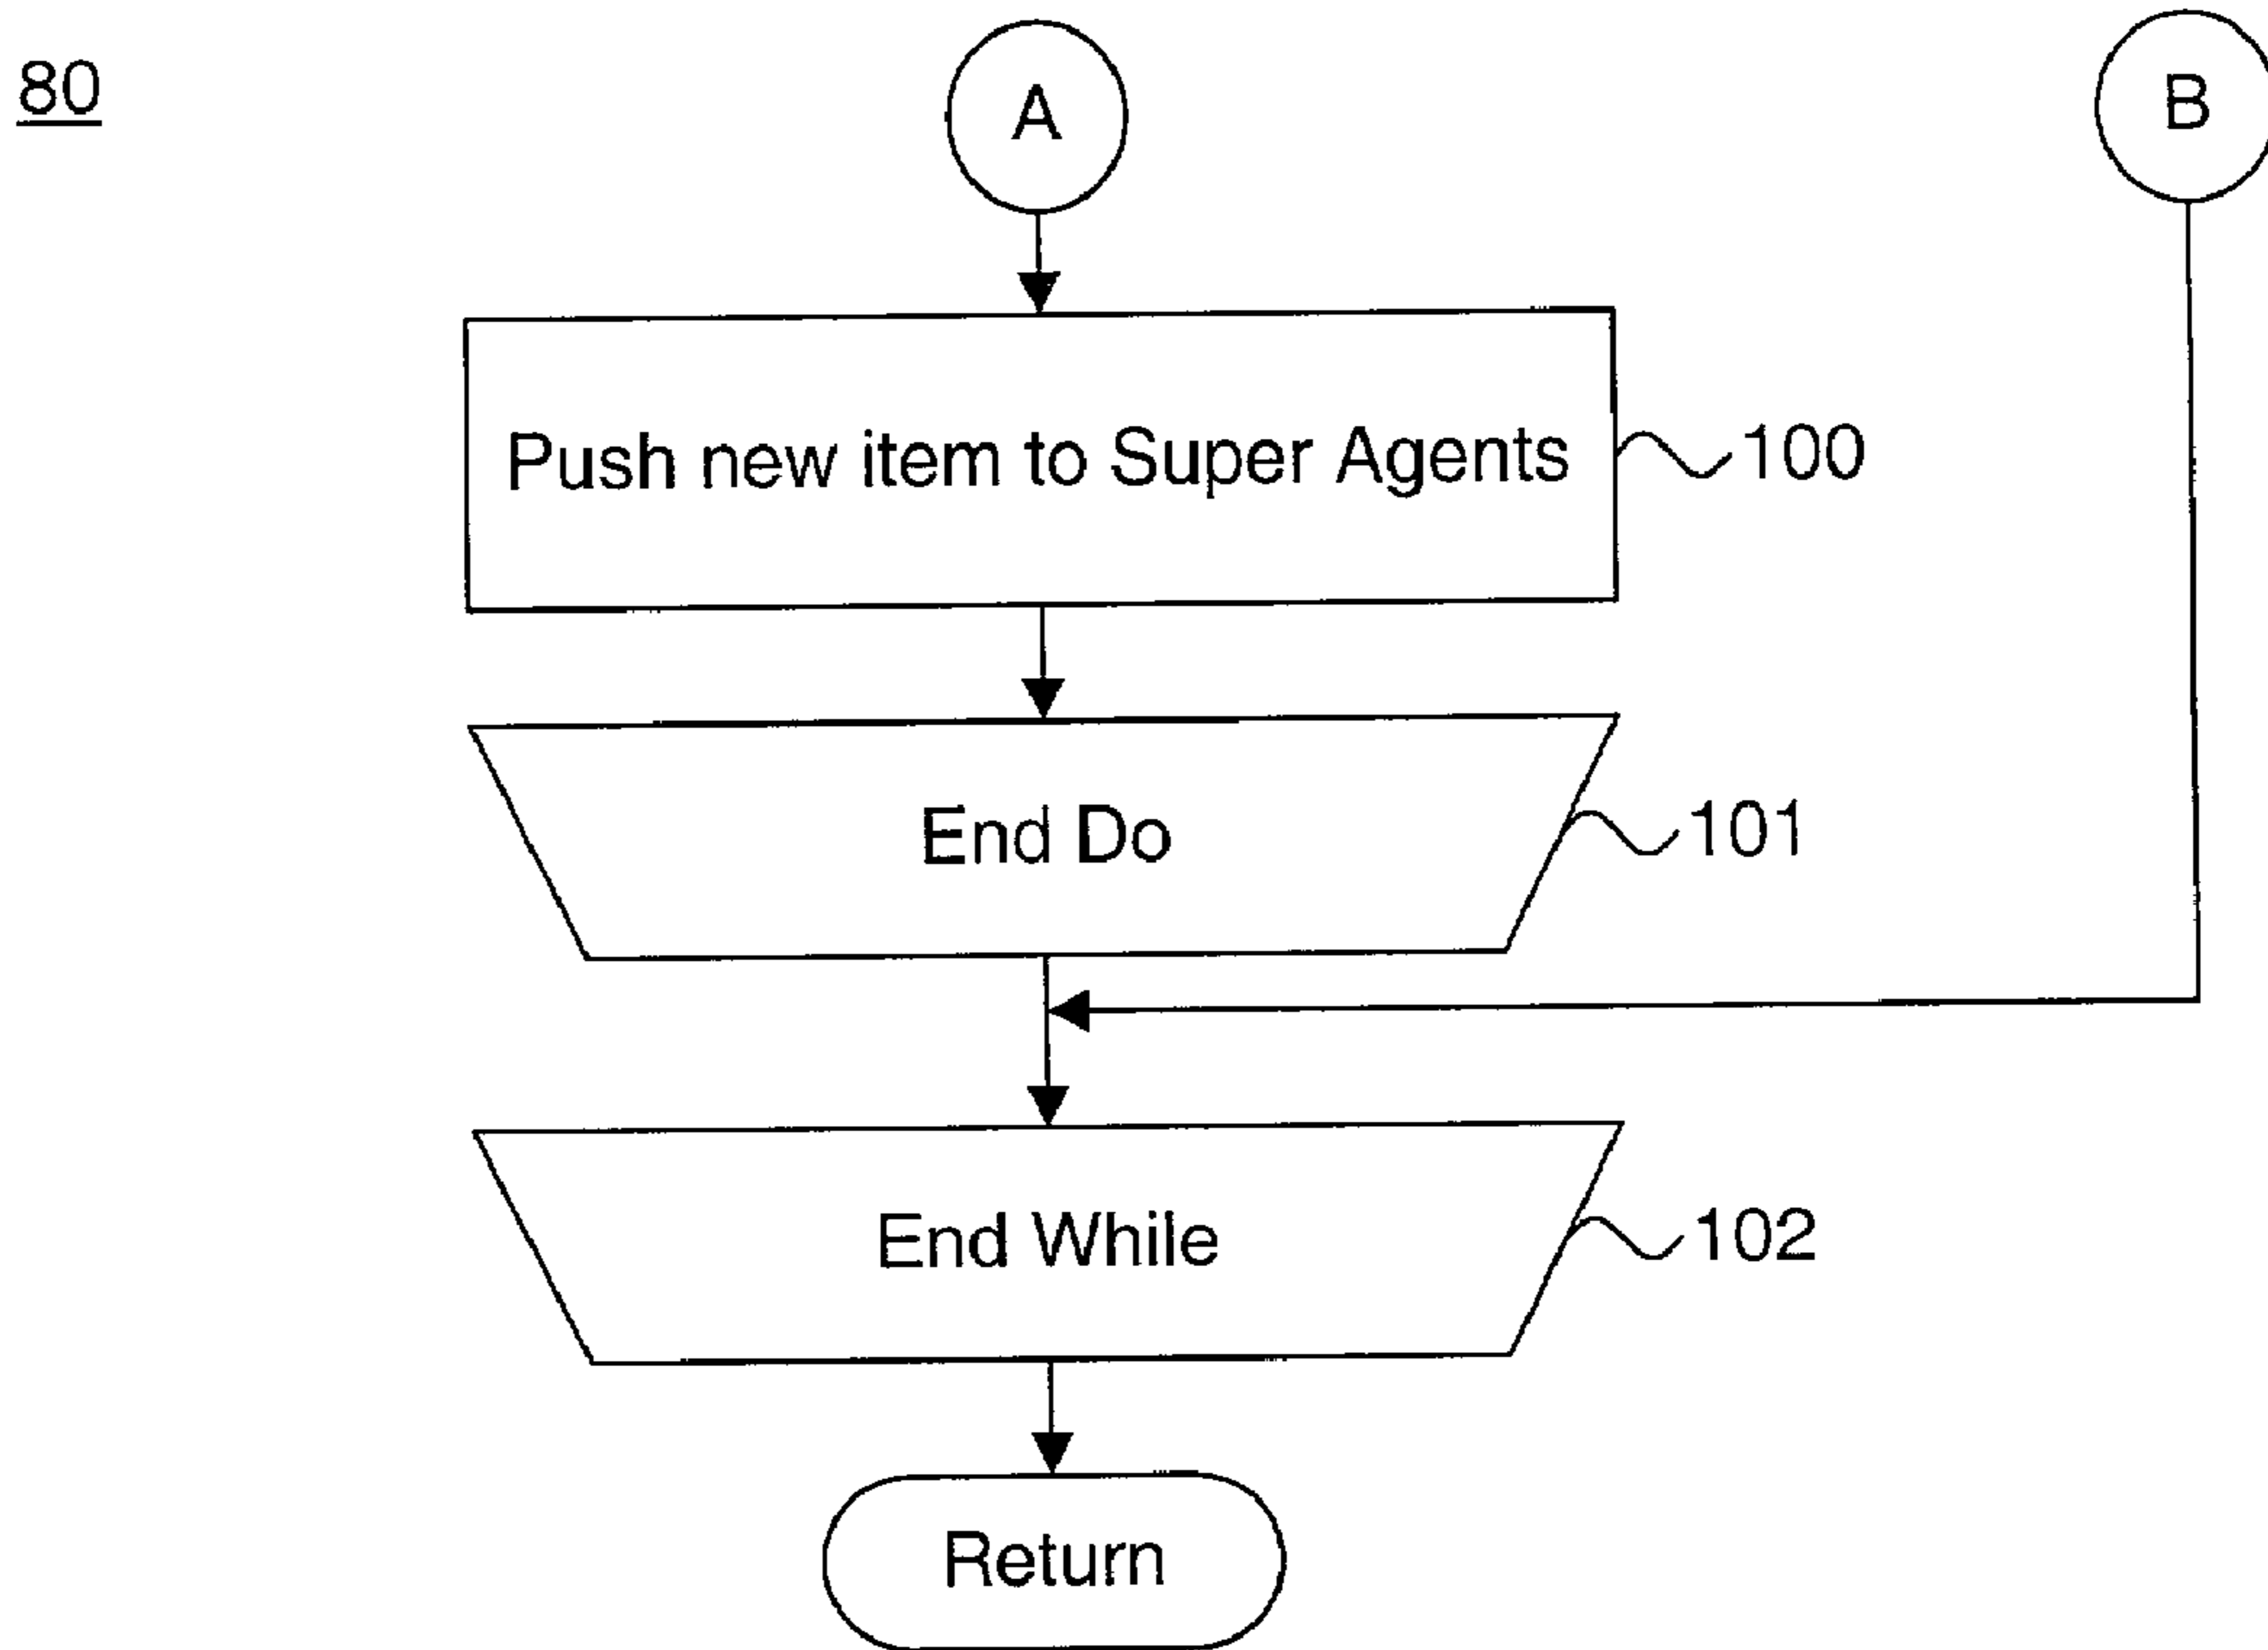 80
A
B
Push new item to Super Agents
100
End Do
101
End While
102
Return